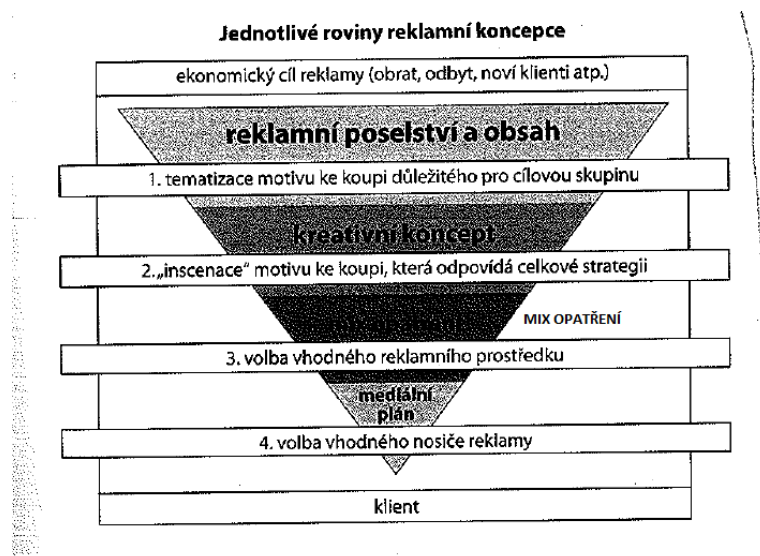 Jednotlivé roviny reklamní koncepce
ekonomický cíl reklamy (obrat, odbyt, noví klienti atp.)
reklamní poselství a obsah
1. tematizace motivu ke koupi důležitého pro cílovou skupinu
kreativní koncept
2. „inscenace“ motivu ke koupi, která odpovídá celkové strategii
MIX OPATŘENÍ
3. volba vhodného reklamního prostředku
mediální
plán
4. volba vhodného nosiče reklamy
klient